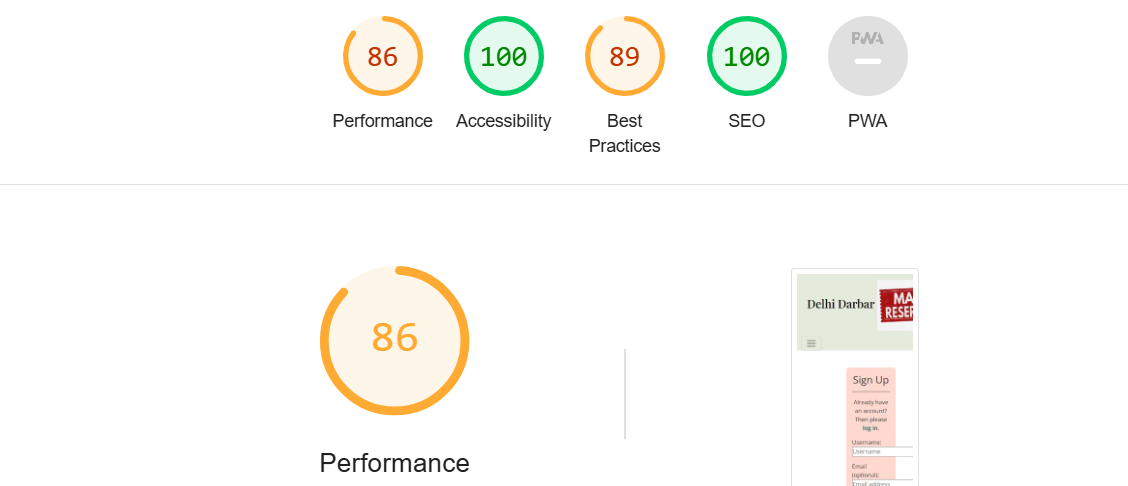 86
100
89
100
PWA
Performance
Accessibility
Best
Practices
SEO
PWA
86
Performance
Delhi Darbar
MA
RESER
Sign Up
Already have
an account?
Then please
log in.
Username:
Username
Email
(optional):
Email address